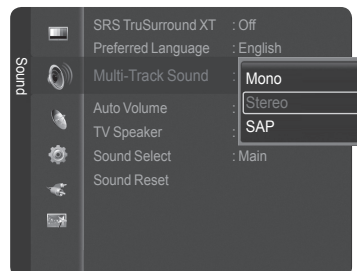 Sound
SRS TruSurround XT : Off
Preferred Language : English
Multi-Track Sound :
Mono
Stereo
SAP
Auto Volume :
TV Speaker :
Sound Select : Main
Sound Reset